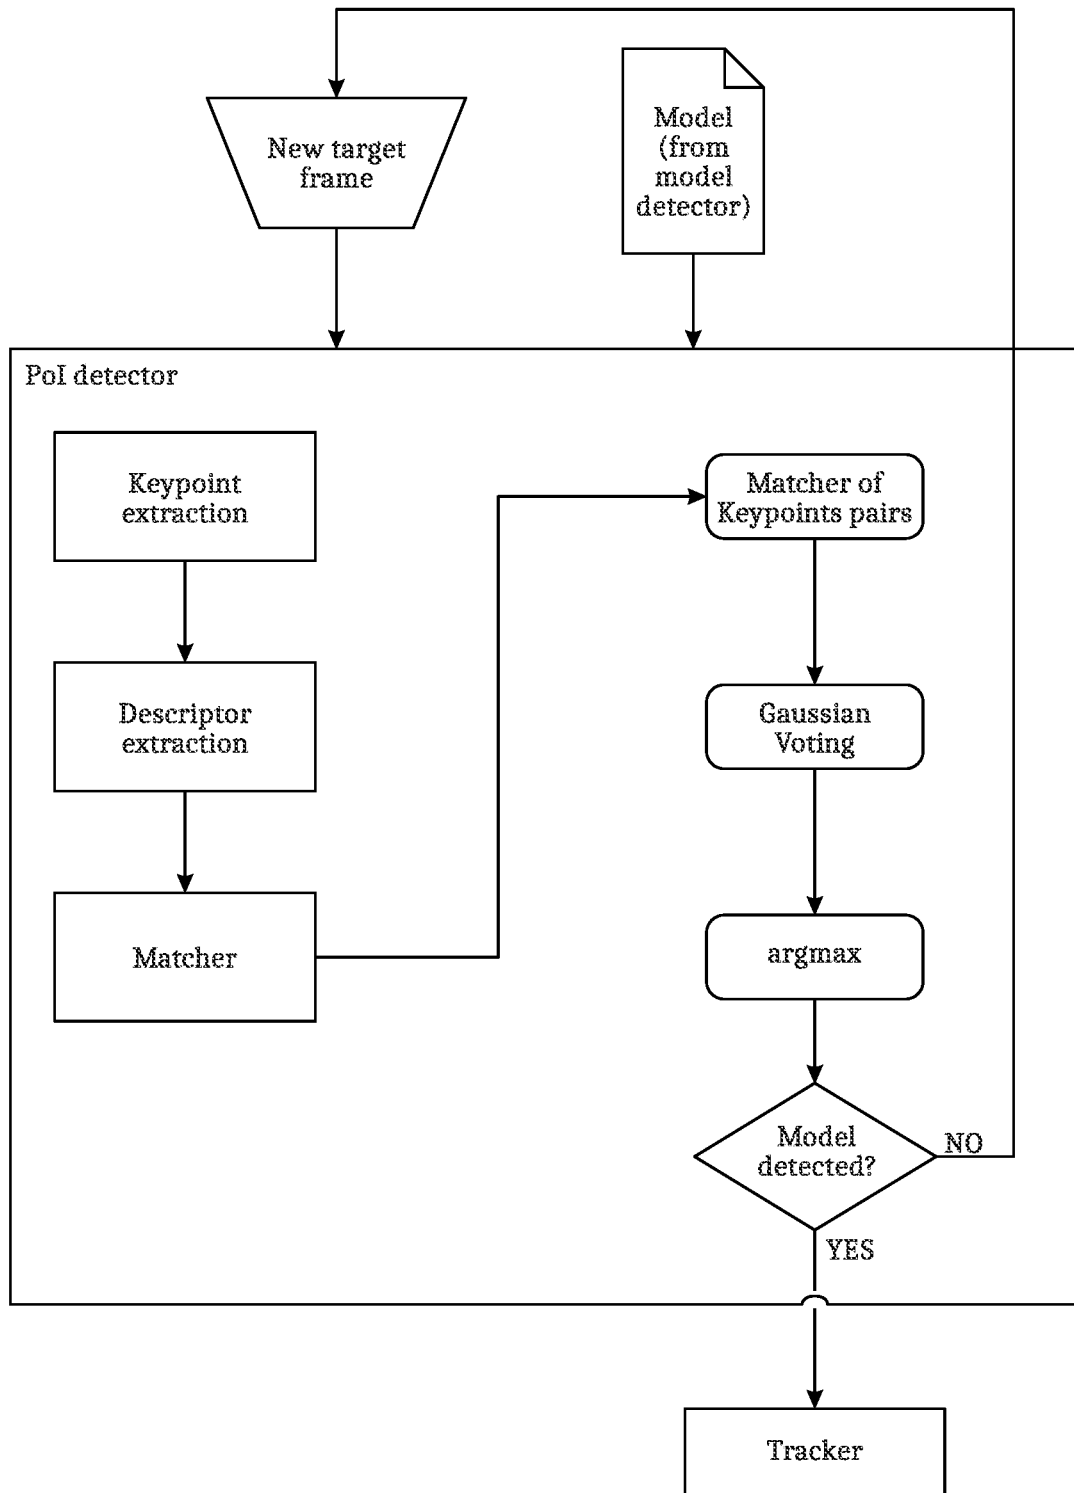 New target
frame
Model
(from
model
detector)
PoI detector
Keypoint
extraction
Descriptor
extraction
Matcher
Matcher of
Keypoints pairs
Gaussian
Voting
argmax
Model
detected?
NO
YES
Tracker